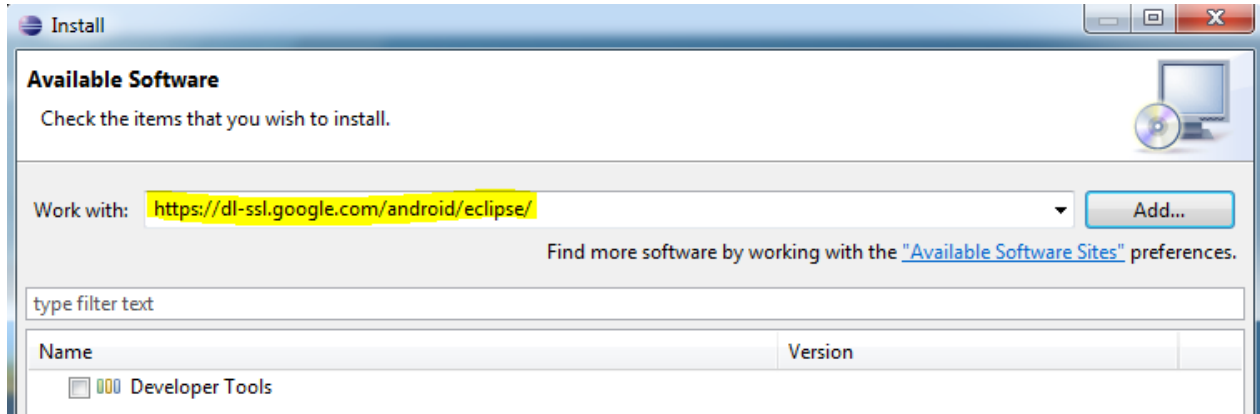 Install
Available Software
Check the items that you wish to install.
Work with: https://dl-ssl.google.com/android/eclipse/ Add...
Find more software by working with the "Available Software Sites" preferences.
type filter text
Name Version
Developer Tools